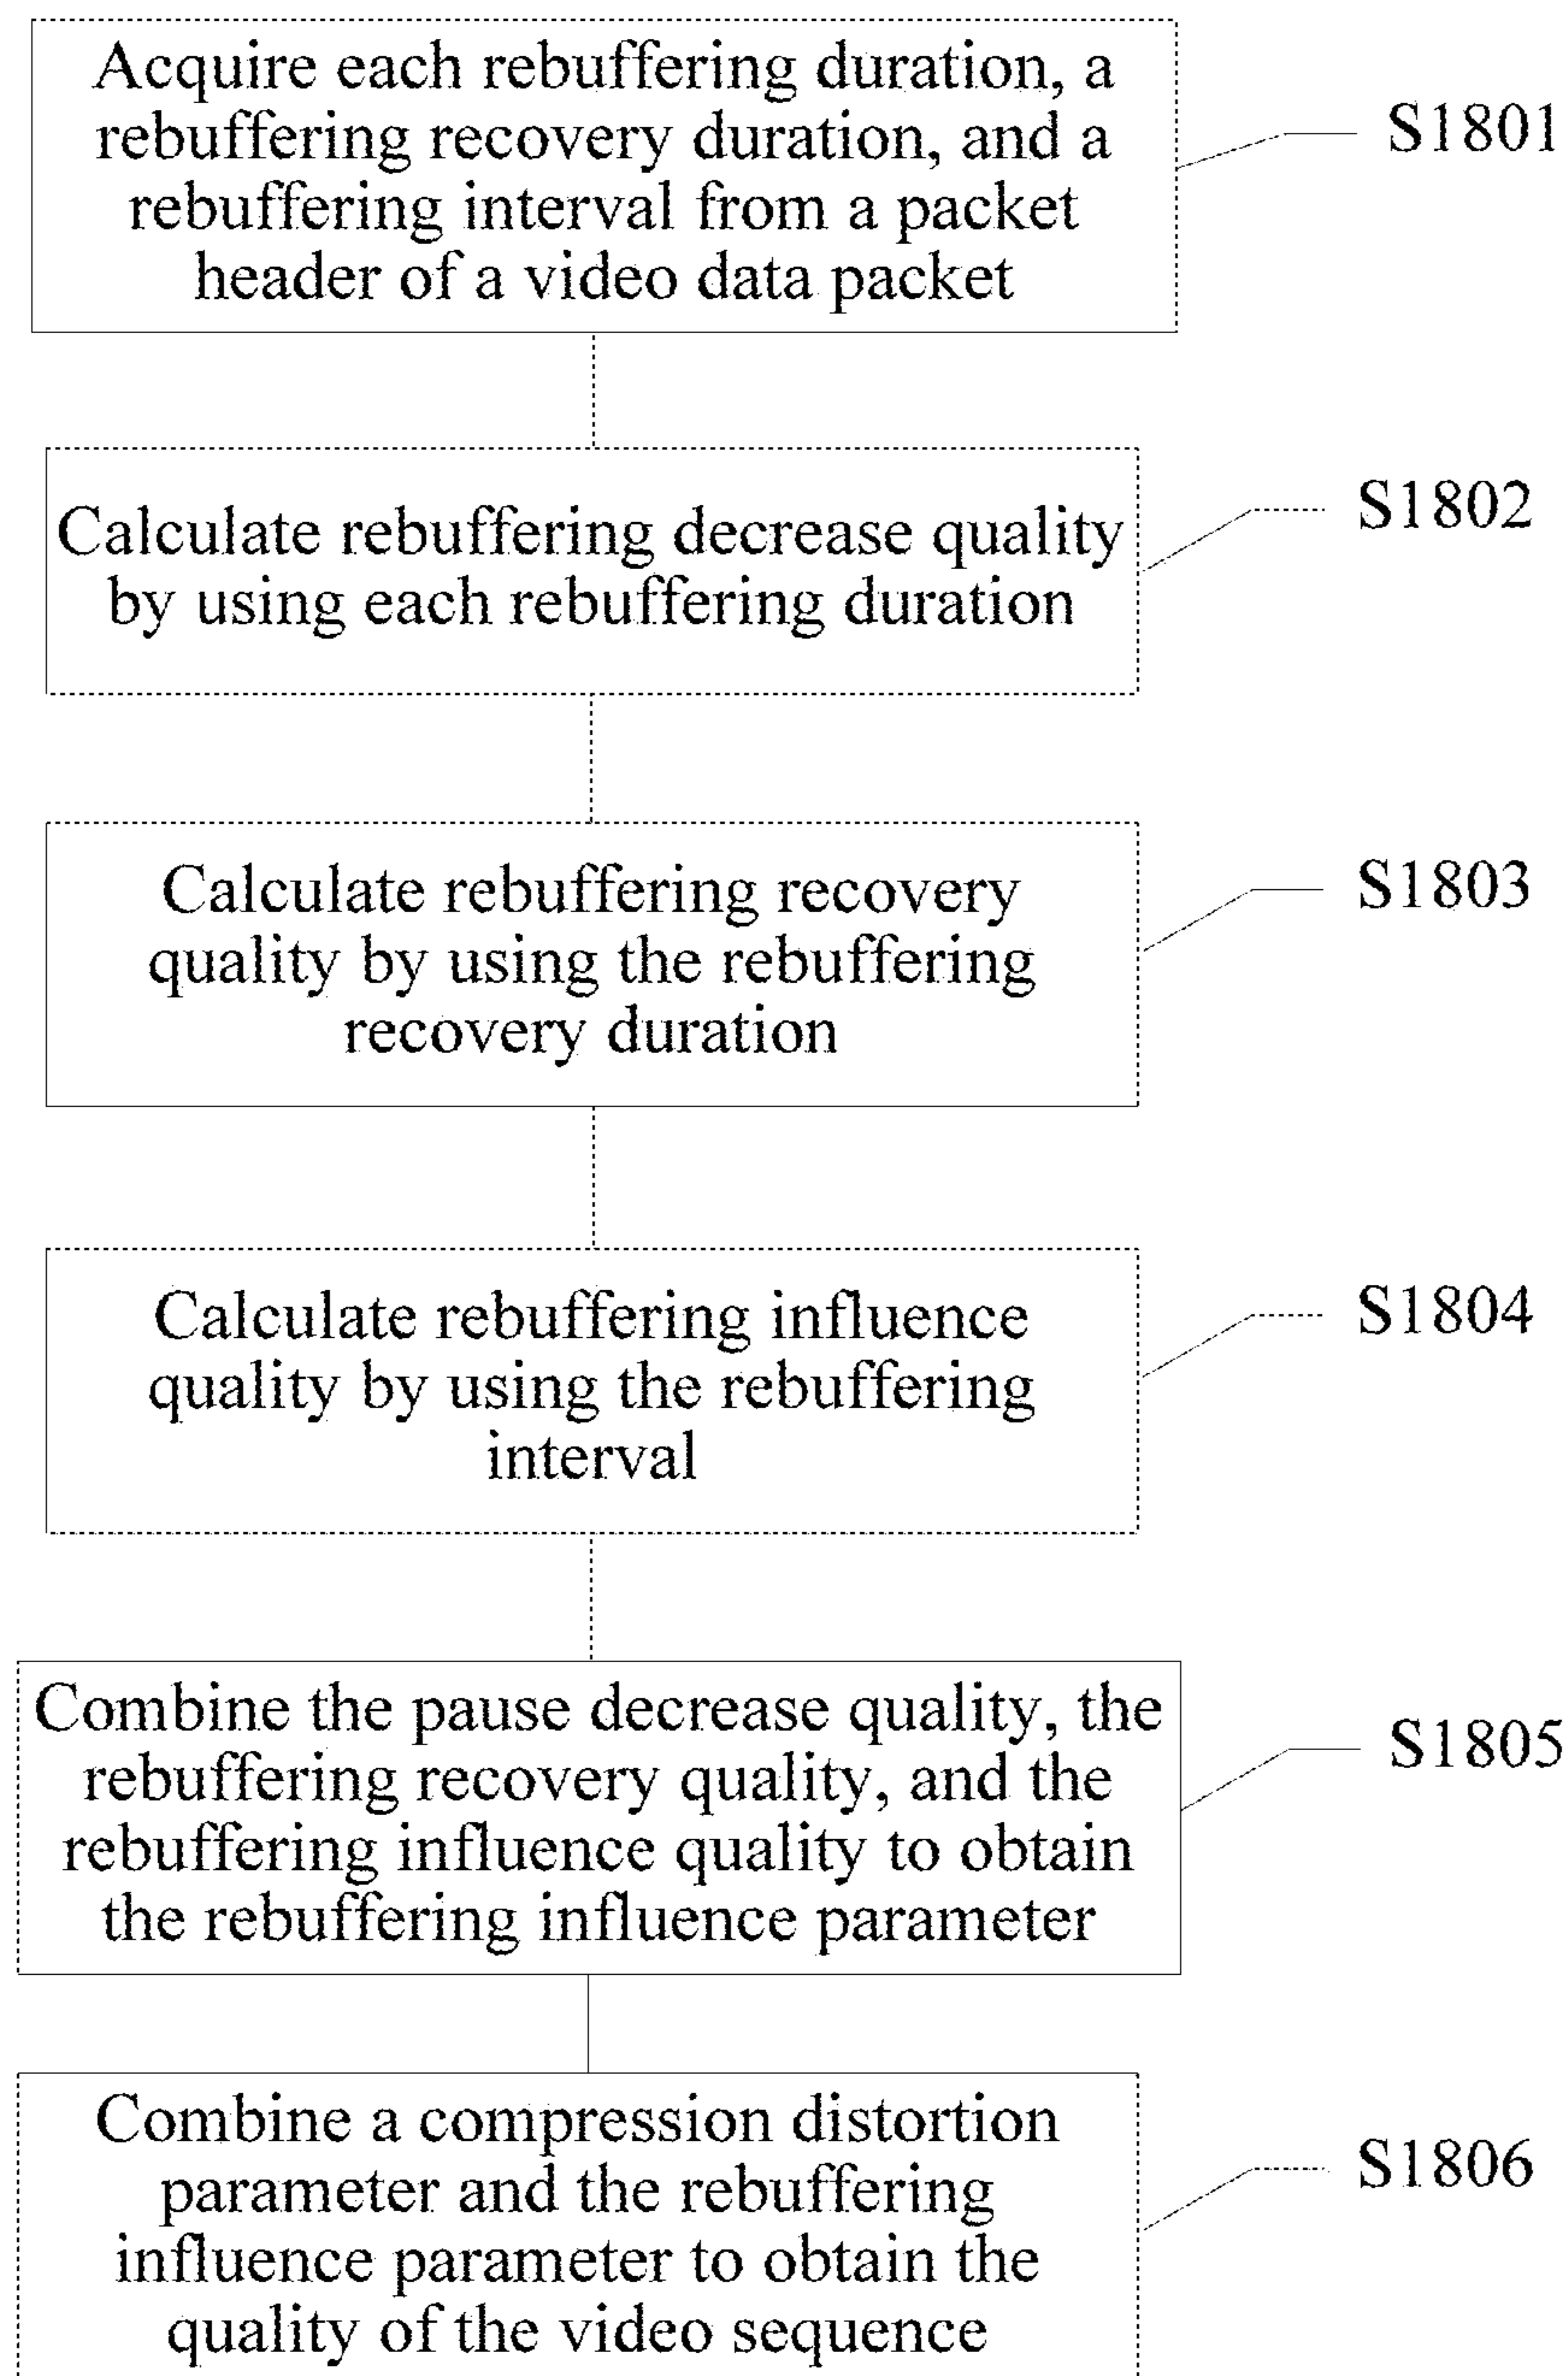 Acquire each rebuffering duration, a
rebuffering recovery duration, and a
rebuffering interval from a packet
header of a video data packet
S1801
Calculate rebuffering decrease quality
by using each rebuffering duration
S1802
Calculate rebuffering recovery
quality by using the rebuffering
recovery duration
S1803
Calculate rebuffering influence
quality by using the rebuffering
interval
S1804
Combine the pause decrease quality, the
rebuffering recovery quality, and the
rebuffering influence quality to obtain
the rebuffering influence parameter
S1805
Combine a compression distortion
parameter and the rebuffering
influence parameter to obtain the
quality of the video sequence
S1806